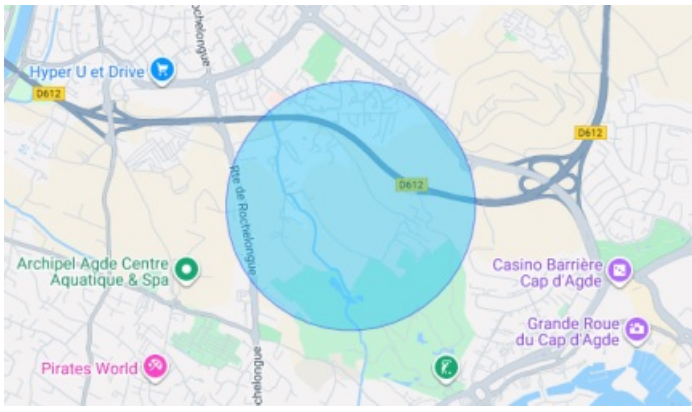 Rochelongue
Hyper U et Drive
D612
D612
D612
Rte de Rochelongue
Archipel Agde Centre
Aquatique & Spa
Casino Barrière
Cap d'Agde
Grande Roue
du Cap d'Agde
Pirates World